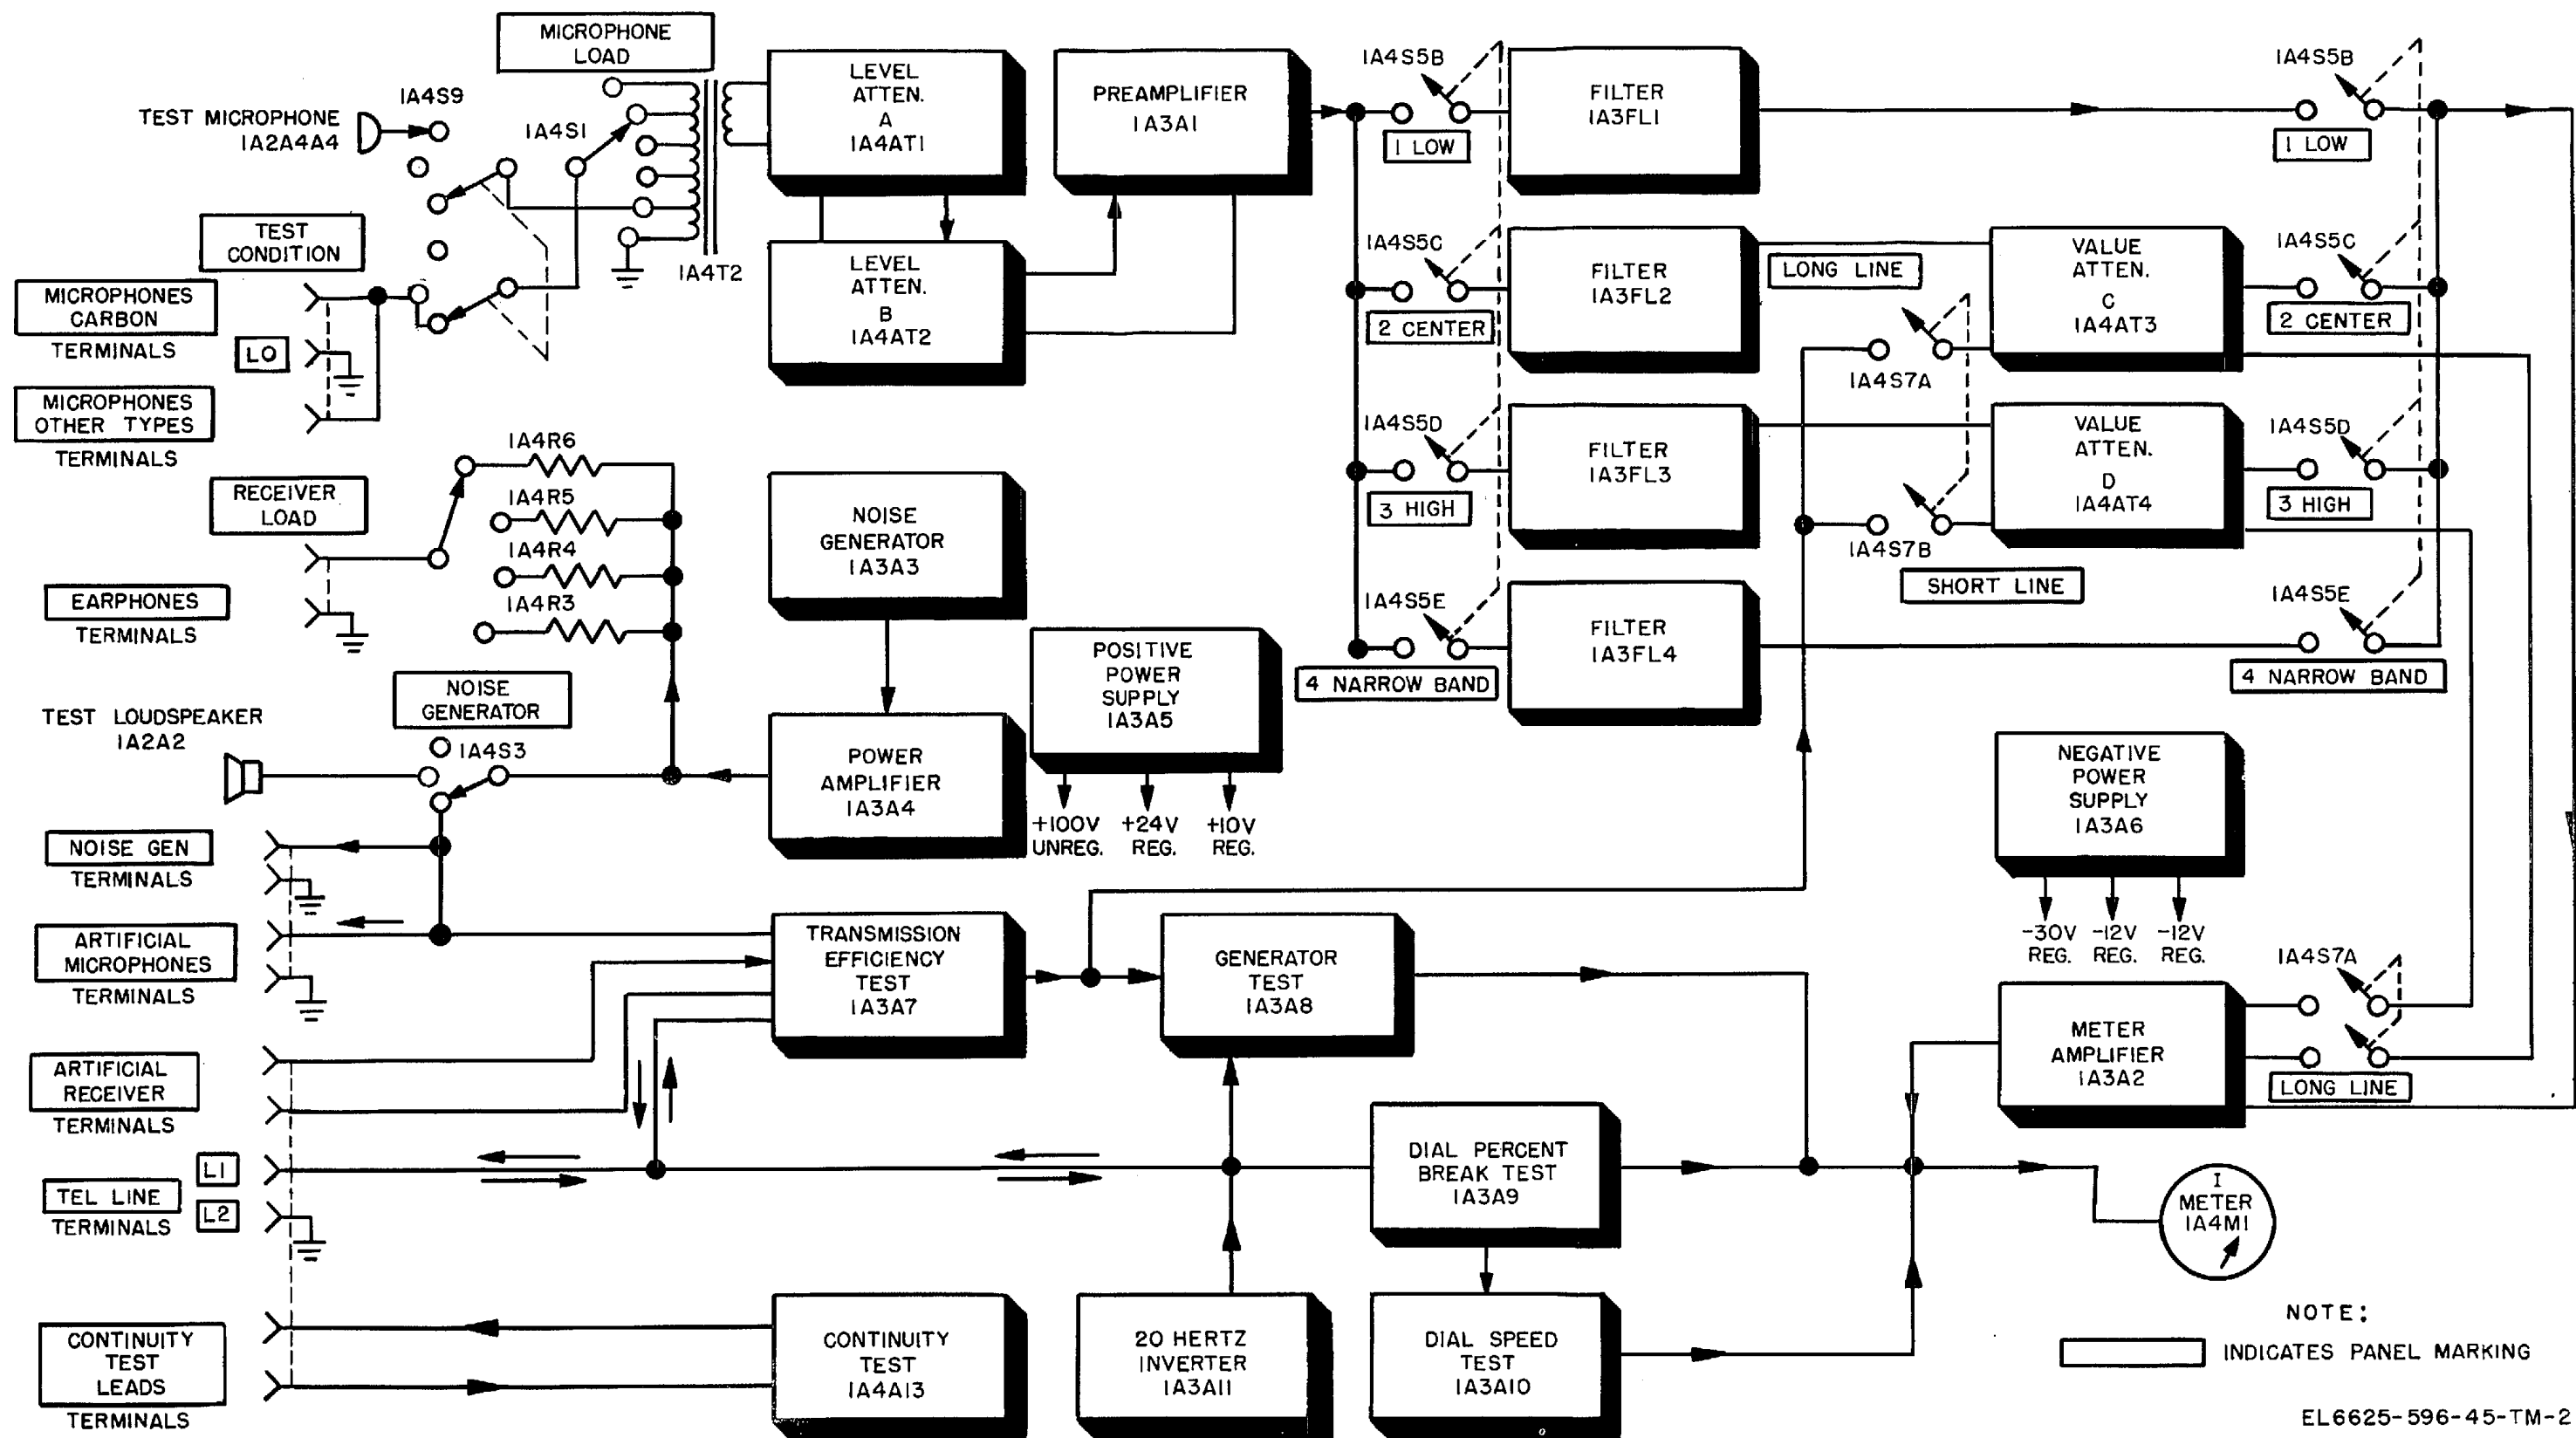 MICROPHONE
LOAD
TEST MICROPHONE
1A2A4A4
1A4S9
1A4S1
1A4T2
TEST
CONDITION
MICROPHONES
CARBON
TERMINALS
LO
MICROPHONES
OTHER TYPES
TERMINALS
LEVEL
ATTEN.
A
1A4AT1
LEVEL
ATTEN.
B
1A4AT2
PREAMPLIFIER
1A3A1
1A4S5B
1 LOW
FILTER
1A3FL1
1A4S5B
1 LOW
1A4S5C
2 CENTER
FILTER
1A3FL2
LONG LINE
VALUE
ATTEN.
C
1A4AT3
1A4S5C
2 CENTER
1A4S7A
1A4S5D
3 HIGH
FILTER
1A3FL3
VALUE
ATTEN.
D
1A4AT4
1A4S5D
3 HIGH
1A4S7B
SHORT LINE
1A4S5E
4 NARROW BAND
FILTER
1A3FL4
1A4S5E
4 NARROW BAND
RECEIVER
LOAD
1A4R6
1A4R5
1A4R4
1A4R3
EARPHONES
TERMINALS
NOISE
GENERATOR
1A3A3
POSITIVE
POWER
SUPPLY
1A3A5
+100V
UNREG.
+24V
REG.
+10V
REG.
NOISE
GENERATOR
TEST LOUDSPEAKER
1A2A2
1A4S3
POWER
AMPLIFIER
1A3A4
NEGATIVE
POWER
SUPPLY
1A3A6
-30V
REG.
-12V
REG.
-12V
REG.
NOISE GEN
TERMINALS
ARTIFICIAL
MICROPHONES
TERMINALS
TRANSMISSION
EFFICIENCY
TEST
1A3A7
GENERATOR
TEST
1A3A8
METER
AMPLIFIER
1A3A2
1A4S7A
LONG LINE
ARTIFICIAL
RECEIVER
TERMINALS
L1
TEL LINE
TERMINALS
L2
DIAL PERCENT
BREAK TEST
1A3A9
I
METER
1A4M1
CONTINUITY
TEST
LEADS
TERMINALS
CONTINUITY
TEST
1A4A13
20 HERTZ
INVERTER
1A3A11
DIAL SPEED
TEST
1A3A10
NOTE:
INDICATES PANEL MARKING
EL6625-596-45-TM-2